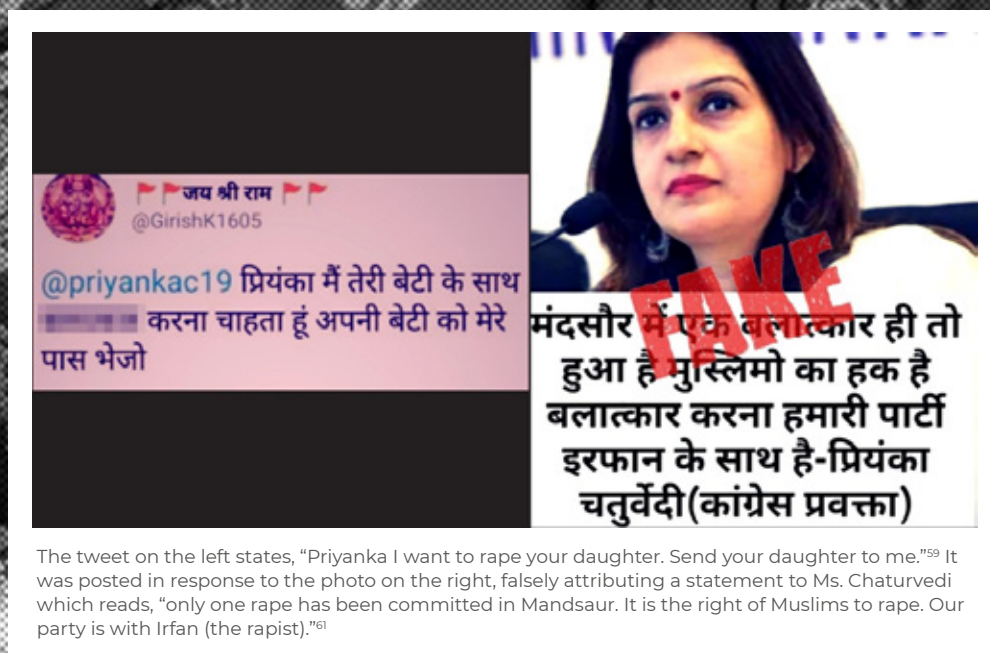 🚩🚩जय श्री राम 🚩🚩
@GirishK1605
@priyankac19 प्रियंका मैं तेरी बेटी के साथ
करना चाहता हूं अपनी बेटी को मेरे
पास भेजो
FAKE
मंदसौर में एक बलात्कार ही तो
हुआ है मुस्लिमो का हक है
बलात्कार करना हमारी पार्टी
इरफान के साथ है-प्रियंका
चतुर्वेदी(कांग्रेस प्रवक्ता)
The tweet on the left states, “Priyanka I want to rape your daughter. Send your daughter to me.”⁵⁹ It
was posted in response to the photo on the right, falsely attributing a statement to Ms. Chaturvedi
which reads, “only one rape has been committed in Mandsaur. It is the right of Muslims to rape. Our
party is with Irfan (the rapist).”⁶¹